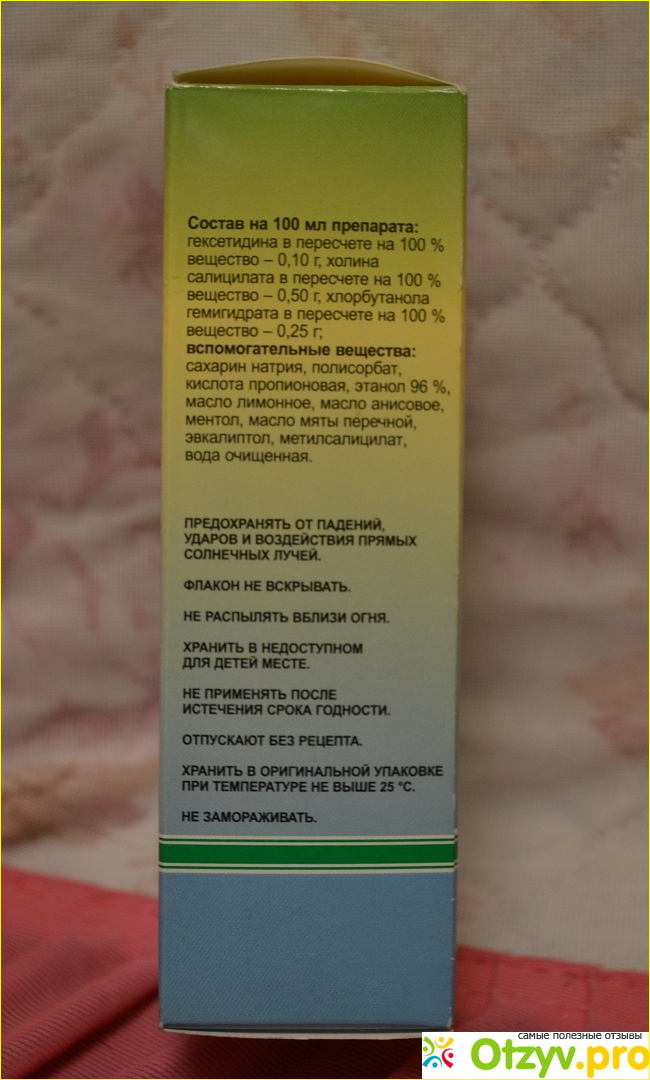 Состав на 100 мл препарата:
гексетидина в пересчете на 100 %
вещество – 0,10 г, холина
салицилата в пересчете на 100 %
вещество – 0,50 г, хлорбутанола
гемигидрата в пересчете на 100 %
вещество – 0,25 г;
вспомогательные вещества:
сахарин натрия, полисорбат,
кислота пропионовая, этанол 96 %,
масло лимонное, масло анисовое,
ментол, масло мяты перечной,
эвкалиптол, метилсалицилат,
вода очищенная.
ПРЕДОХРАНЯТЬ ОТ ПАДЕНИЙ,
УДАРОВ И ВОЗДЕЙСТВИЯ ПРЯМЫХ
СОЛНЕЧНЫХ ЛУЧЕЙ.
ФЛАКОН НЕ ВСКРЫВАТЬ.
НЕ РАСПЫЛЯТЬ ВБЛИЗИ ОГНЯ.
ХРАНИТЬ В НЕДОСТУПНОМ
ДЛЯ ДЕТЕЙ МЕСТЕ.
НЕ ПРИМЕНЯТЬ ПОСЛЕ
ИСТЕЧЕНИЯ СРОКА ГОДНОСТИ.
ОТПУСКАЮТ БЕЗ РЕЦЕПТА.
ХРАНИТЬ В ОРИГИНАЛЬНОЙ УПАКОВКЕ
ПРИ ТЕМПЕРАТУРЕ НЕ ВЫШЕ 25 °С.
НЕ ЗАМОРАЖИВАТЬ.
самые полезные отзывы
Otzyv.pro